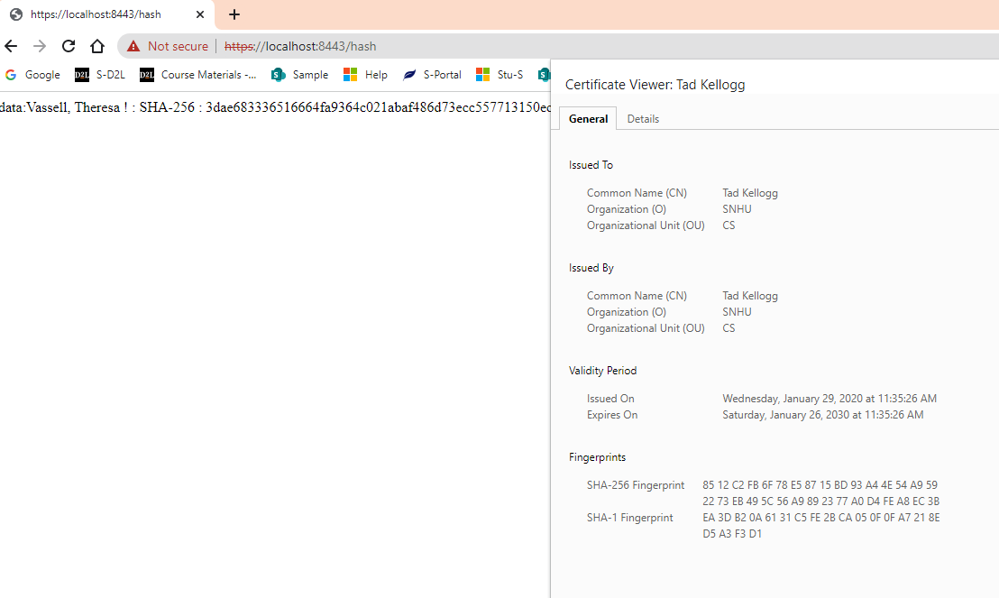 https://localhost:8443/hash
Not secure https://localhost:8443/hash
Google D2L S-D2L D2L Course Materials -... S Sample Help S-Portal Stu-S S
data:Vassell, Theresa ! : SHA-256 : 3dae683336516664fa9364c021abaf486d73ecc557713150ec
Certificate Viewer: Tad Kellogg
General Details
Issued To
Common Name (CN) Tad Kellogg
Organization (O) SNHU
Organizational Unit (OU) CS
Issued By
Common Name (CN) Tad Kellogg
Organization (O) SNHU
Organizational Unit (OU) CS
Validity Period
Issued On Wednesday, January 29, 2020 at 11:35:26 AM
Expires On Saturday, January 26, 2030 at 11:35:26 AM
Fingerprints
SHA-256 Fingerprint 85 12 C2 FB 6F 78 E5 87 15 BD 93 A4 4E 54 A9 59
22 73 EB 49 5C 56 A9 89 23 77 A0 D4 FE A8 EC 3B
SHA-1 Fingerprint EA 3D B2 0A 61 31 C5 FE 2B CA 05 0F 0F A7 21 8E
D5 A3 F3 D1